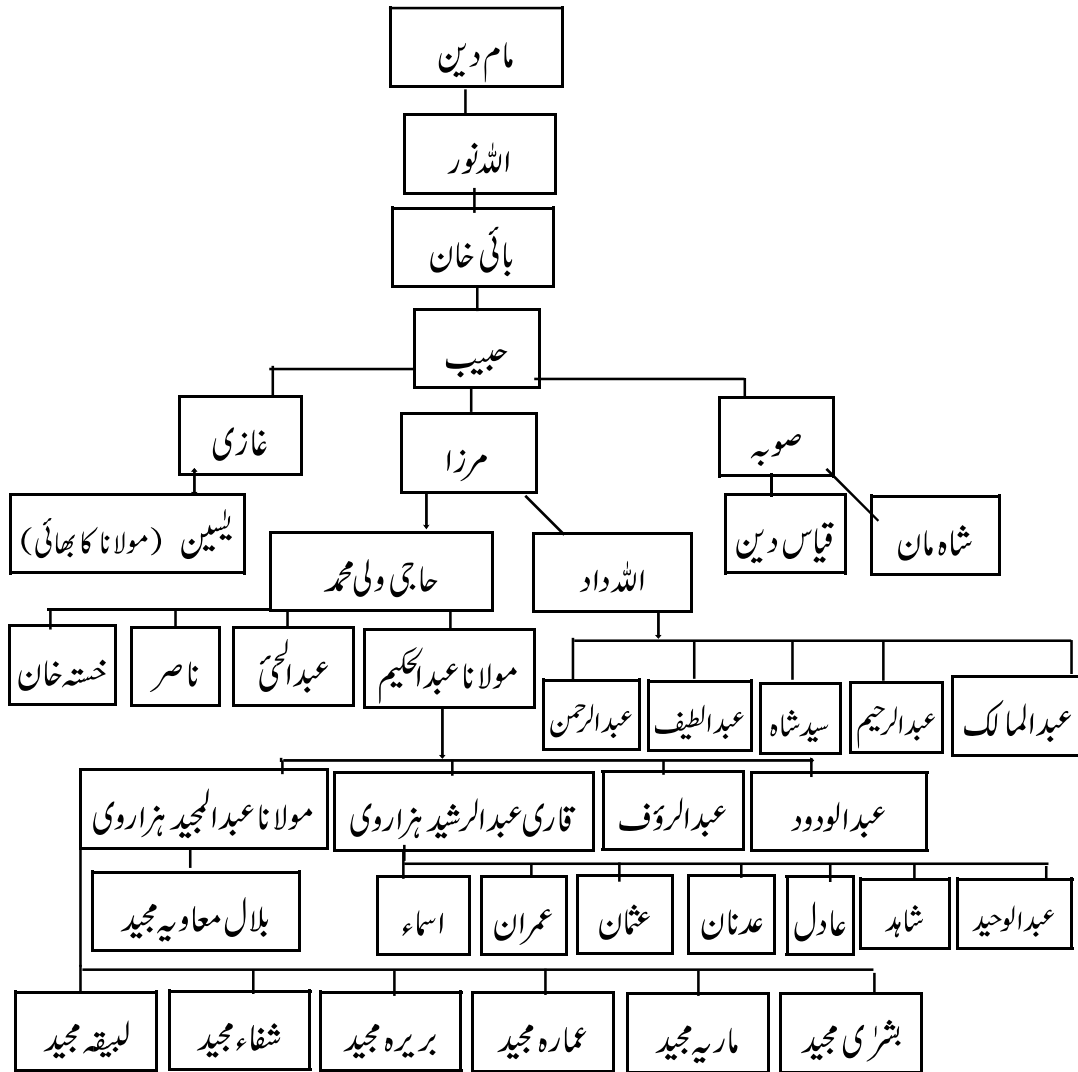 مام دین
اللہ نور
بائی خان
حبیب
صوبہ
مرزا
غازی
شاہ مان
قیاس دین
اللہ داد
حاجی ولی محمد
یٰسین (مولانا کا بھائی)
عبدالمالک
عبدالرحیم
سید شاہ
عبدالطیف
عبدالرحمن
مولانا عبدالحکیم
عبدالحئ
ناصر
خستہ خان
عبدالودود
عبدالرؤف
قاری عبدالرشید ہزاروی
مولانا عبدالمجید ہزاروی
عبدالوحید
شاہد
عادل
عدنان
عثمان
عمران
اسماء
بلال معاویہ مجید
بشرٰی مجید
ماریہ مجید
عمارہ مجید
بریرہ مجید
شفاء مجید
لبیقہ مجید